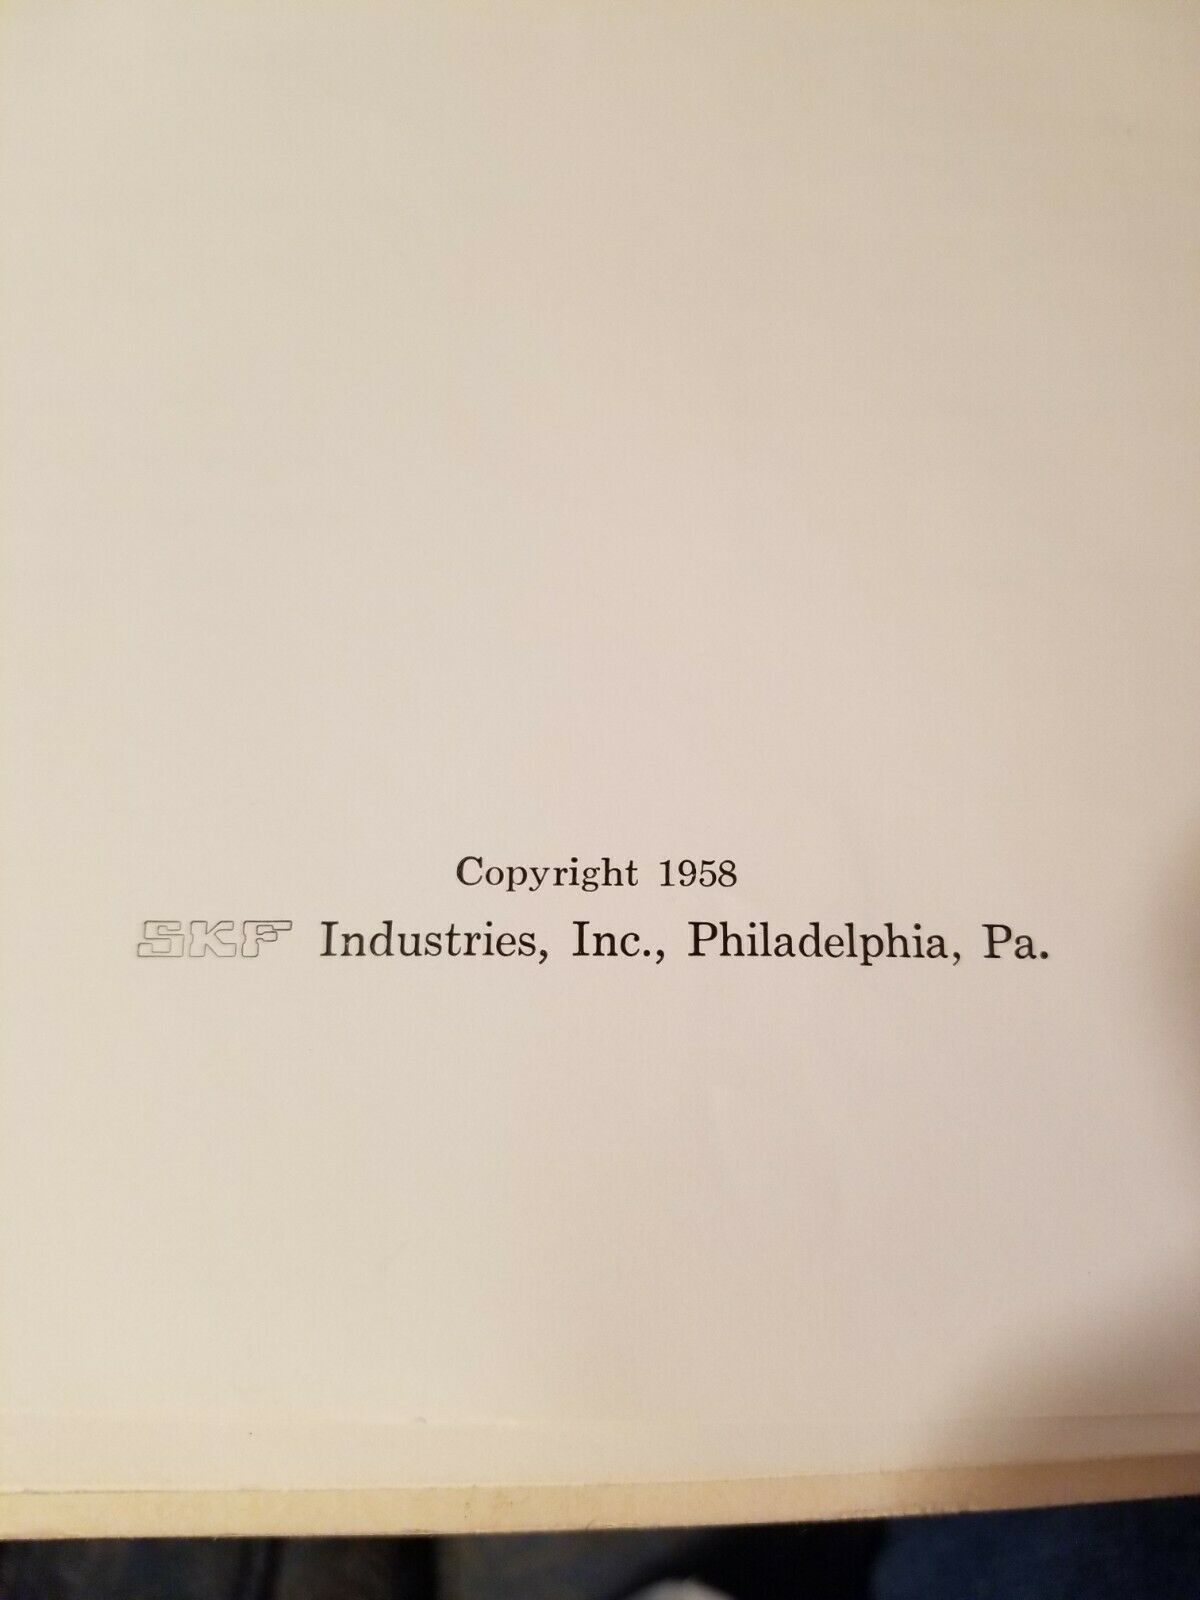 Copyright 1958
SKF Industries, Inc., Philadelphia, Pa.